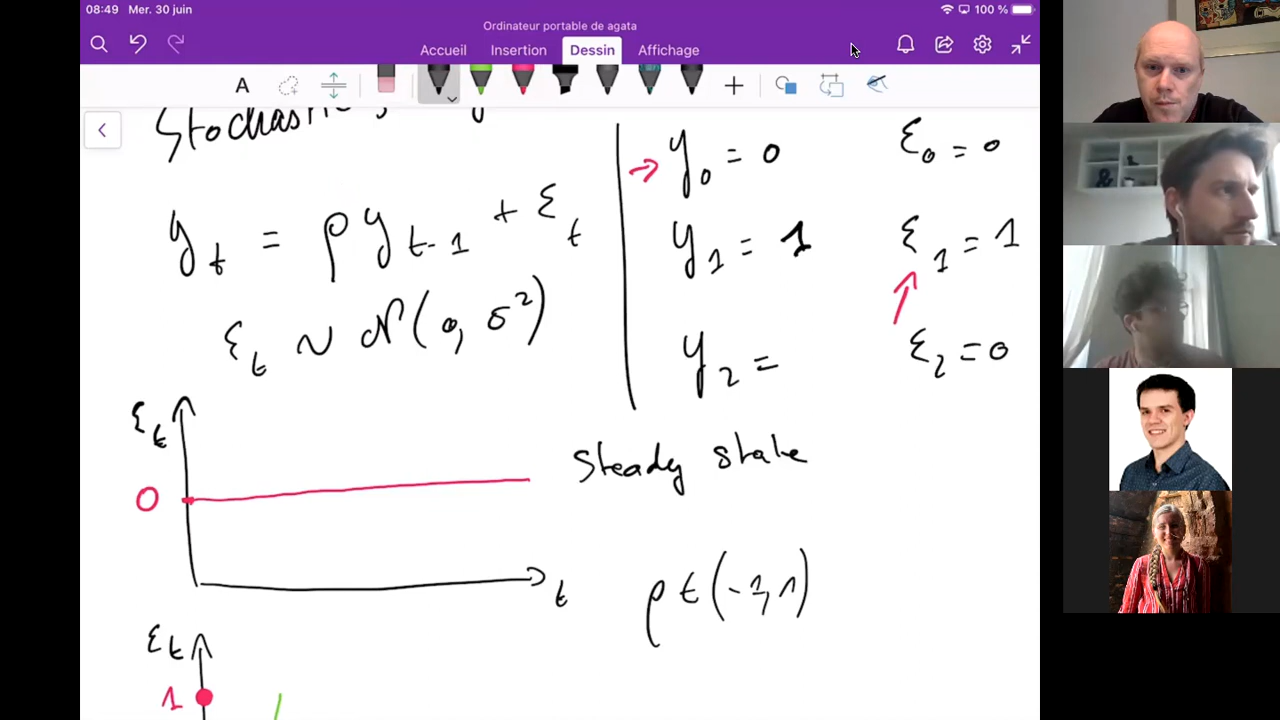 08:49 Mer. 30 juin
100 %
Ordinateur portable de agata
Accueil Insertion Dessin Affichage
A
Stochastic
y_t = ρ y_{t-1} + ε_t
ε_t ~ N(0, σ²)
y_0 = 0 ε_0 = 0
y_1 = 1 ε_1 = 1
y_2 = ε_2 = 0
ε_t
0
t
Steady state
ρ ∈ (-1, 1)
ε_t
1